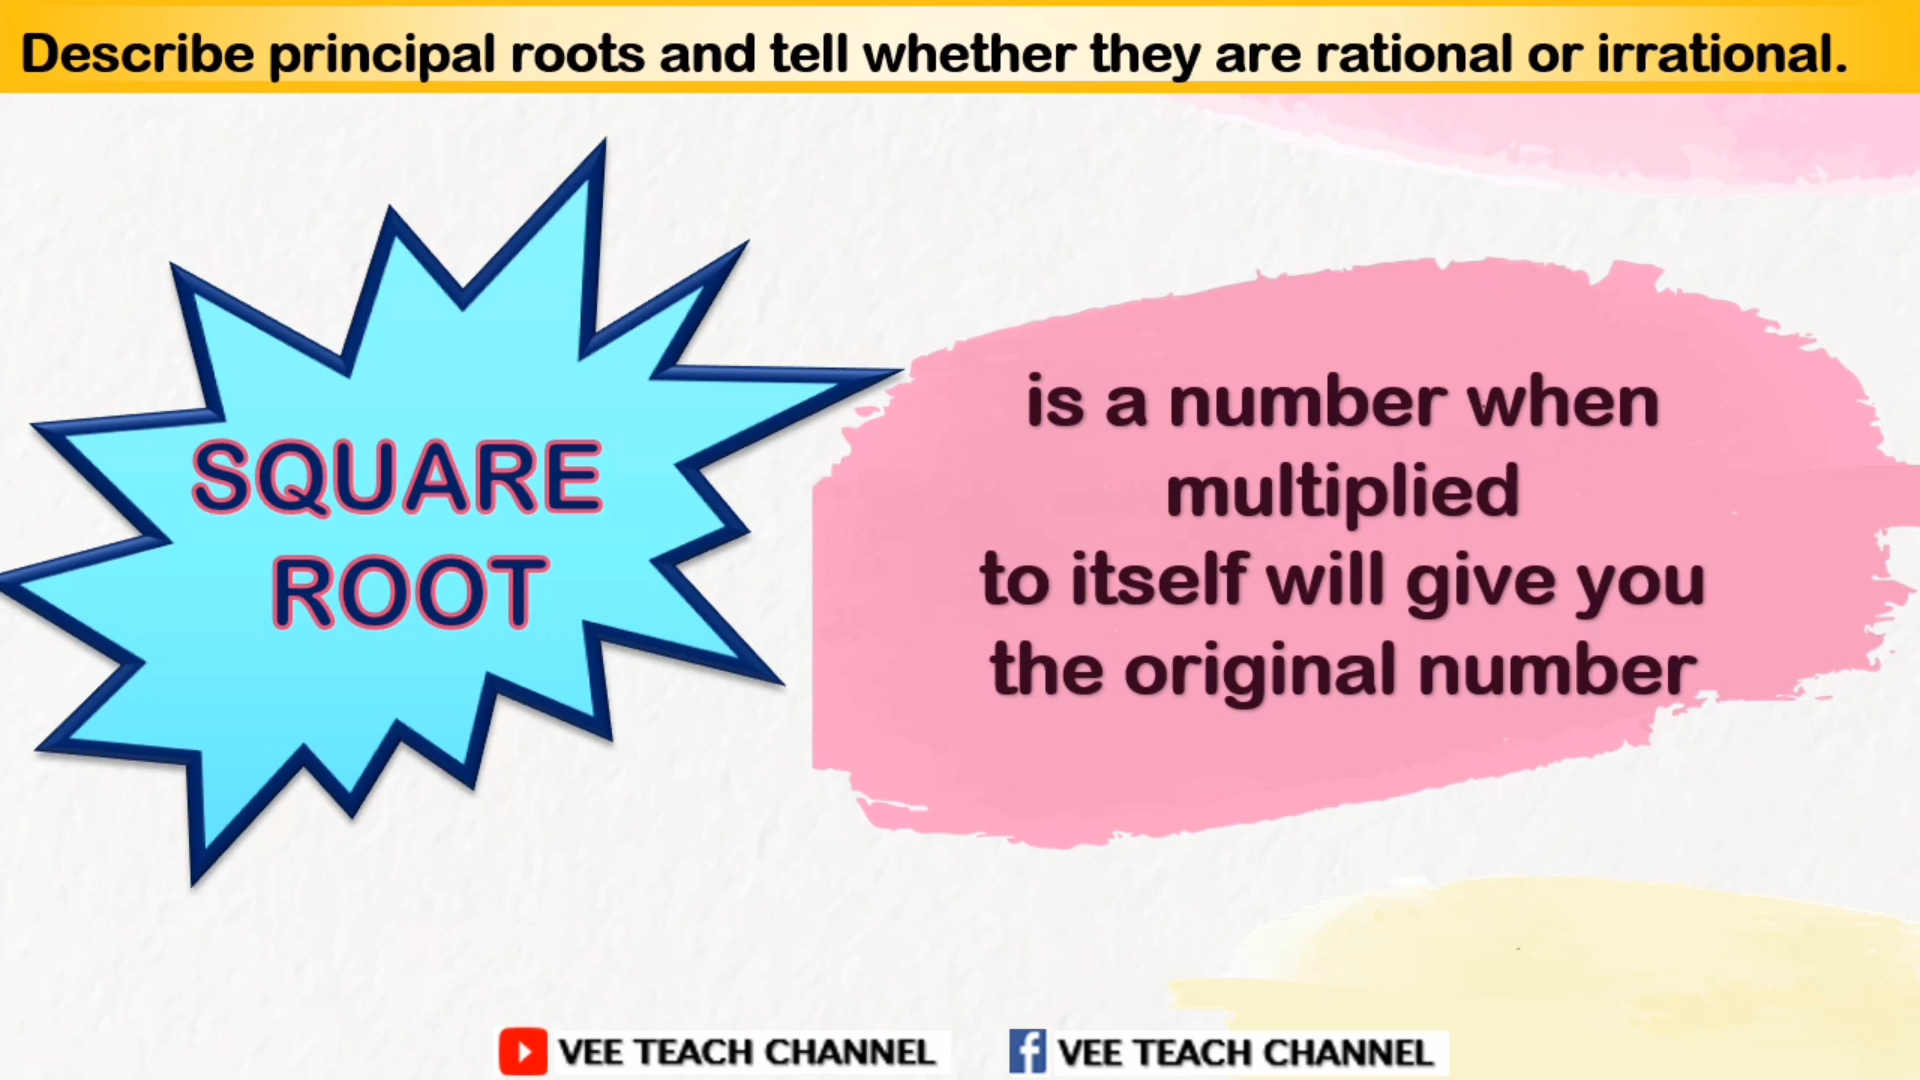 Describe principal roots and tell whether they are rational or irrational.
SQUARE
ROOT
is a number when
multiplied
to itself will give you
the original number
VEE TEACH CHANNEL
VEE TEACH CHANNEL